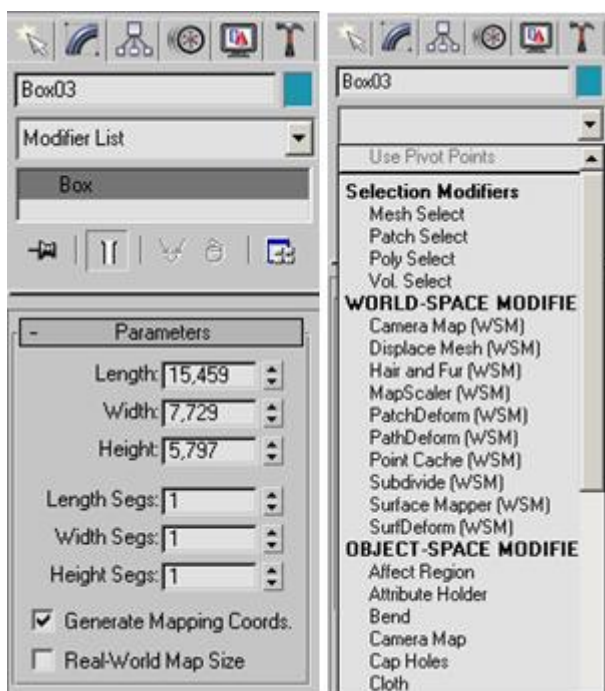 Box03
Modifier List
Box
Parameters
Length: 15,459
Width: 7,729
Height: 5,797
Length Segs: 1
Width Segs: 1
Height Segs: 1
Generate Mapping Coords.
Real-World Map Size
Box03
Use Pivot Points
Selection Modifiers
Mesh Select
Patch Select
Poly Select
Vol. Select
WORLD-SPACE MODIFIE
Camera Map (WSM)
Displace Mesh (WSM)
Hair and Fur (WSM)
MapScaler (WSM)
PatchDeform (WSM)
PathDeform (WSM)
Point Cache (WSM)
Subdivide (WSM)
Surface Mapper (WSM)
SurfDeform (WSM)
OBJECT-SPACE MODIFIE
Affect Region
Attribute Holder
Bend
Camera Map
Cap Holes
Cloth